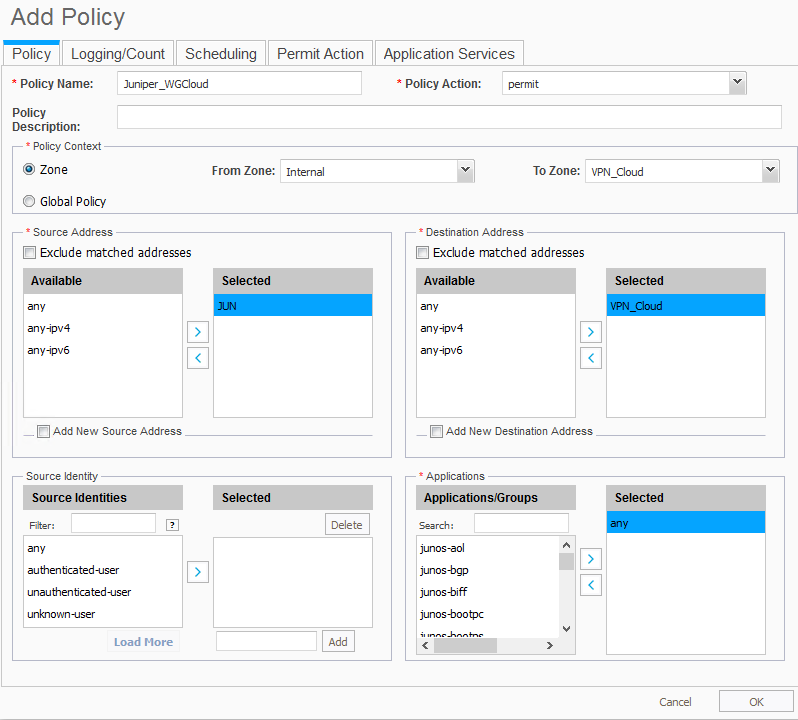 Add Policy
Policy Logging/Count Scheduling Permit Action Application Services
* Policy Name: Juniper_WGCloud * Policy Action: permit
Policy
Description:
* Policy Context
Zone From Zone: Internal To Zone: VPN_Cloud
Global Policy
* Source Address
Exclude matched addresses
Available Selected
any JUN
any-ipv4
any-ipv6
Add New Source Address
* Destination Address
Exclude matched addresses
Available Selected
any VPN_Cloud
any-ipv4
any-ipv6
Add New Destination Address
Source Identity
Source Identities Selected
Filter: ? Delete
any
authenticated-user
unauthenticated-user
unknown-user
Load More Add
* Applications
Applications/Groups Selected
Search: any
junos-aol
junos-bgp
junos-biff
junos-bootpc
junos-bootps
Cancel OK